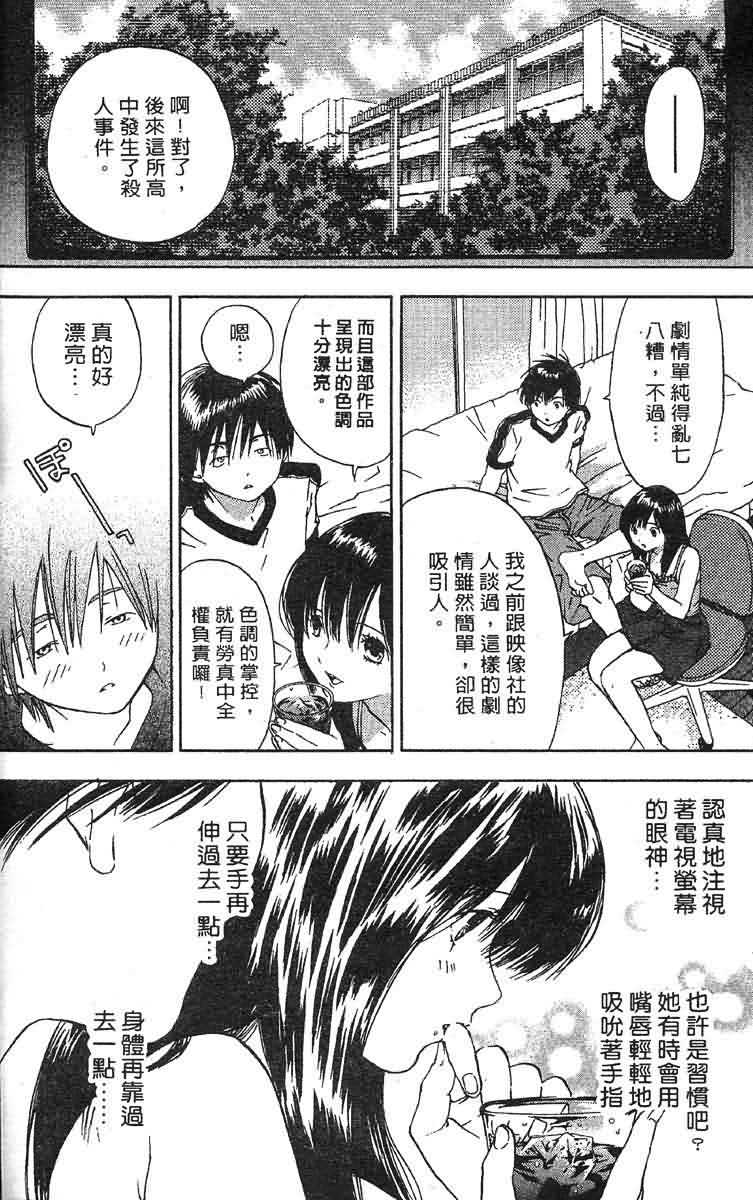 ——
啊！對了，
後來這所高
中發生了殺
人事件。
劇情單純得亂七
八糟，不過…
我之前跟映像社的
人談過，這樣的劇
情雖然簡單，卻很
吸引人。
而且這部作品
呈現出的色調
十分漂亮。
嗯…
色調的掌控，
就有勞真中全
權負責囉！
真的好
漂亮…
ぽーっ
認真地注視
著電視螢幕
的眼神…
也許是習慣吧？
她有時會用
嘴唇輕輕地
吸吮著手指。
只要手再
伸過去一點…
身體再靠過
去一點……